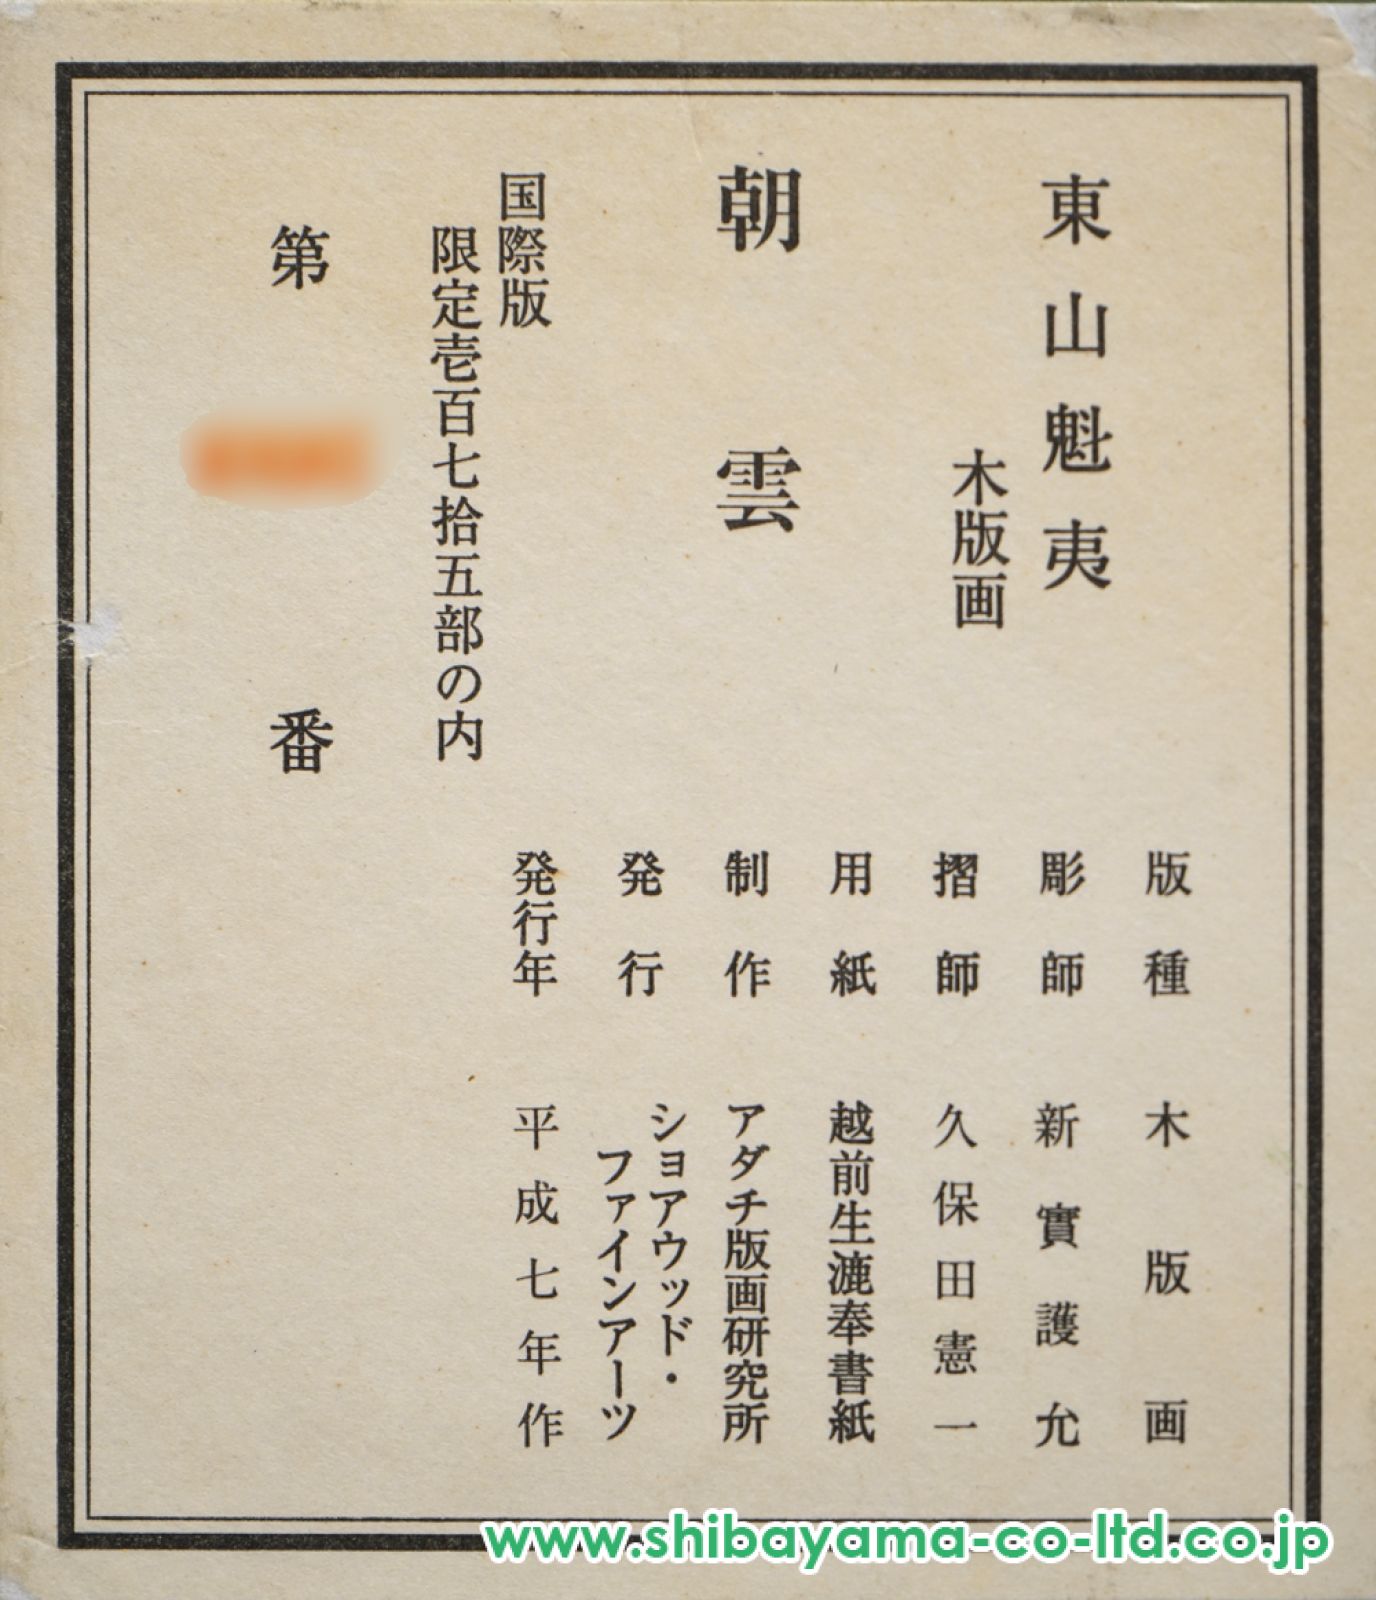 東山魁夷
木版画
朝雲
国際版
限定壱百七拾五部の内
第 番
版種 木版画
彫師 新實護允
摺師 久保田憲一
用紙 越前生漉奉書紙
制作 アダチ版画研究所
発行 ショアウッド・
ファインアーツ
発行年 平成七年作
www.shibayama-co-ltd.co.jp